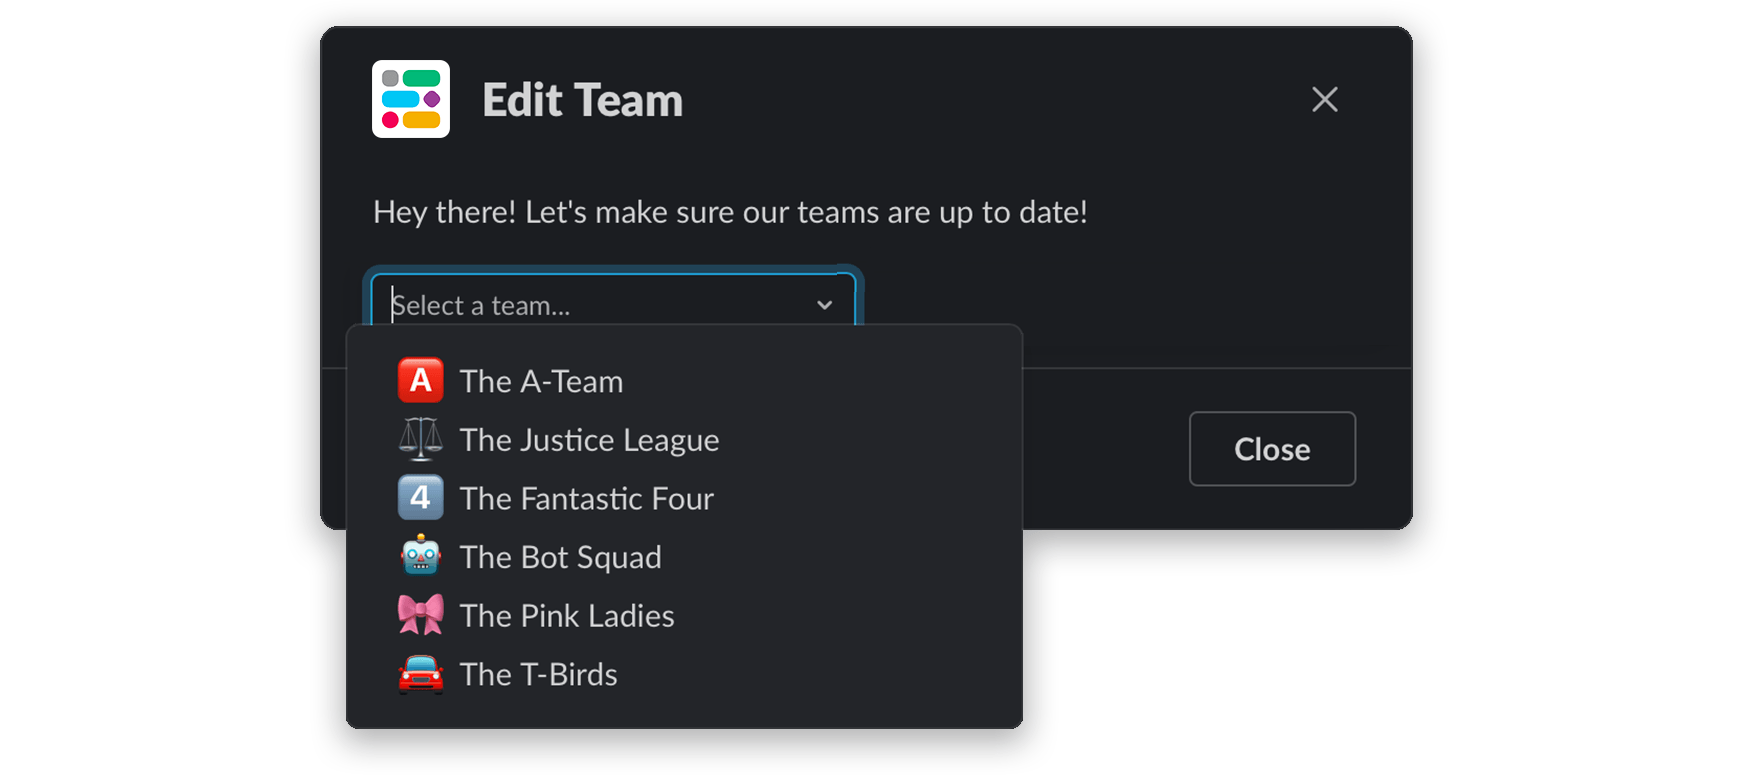 Edit Team
Hey there! Let's make sure our teams are up to date!
Select a team...
A The A-Team
The Justice League
4 The Fantastic Four
The Bot Squad
The Pink Ladies
The T-Birds
Close